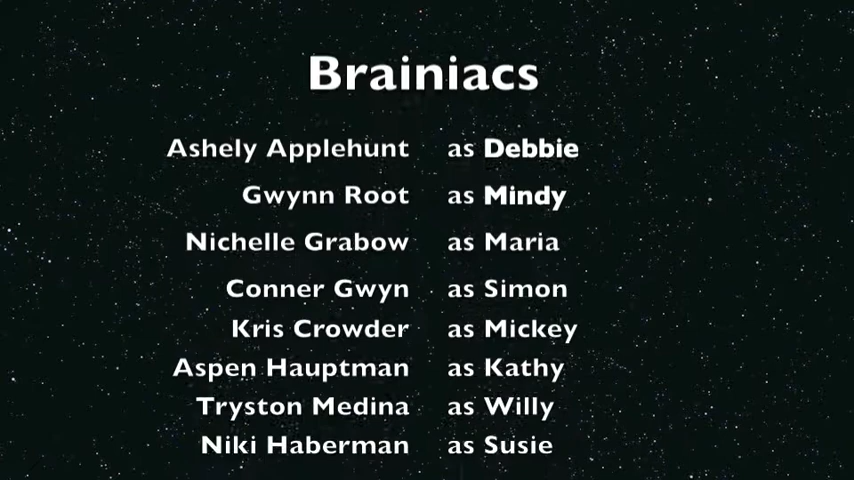 Brainiacs
Ashely Applehunt as Debbie
Gwynn Root as Mindy
Nichelle Grabow as Maria
Conner Gwyn as Simon
Kris Crowder as Mickey
Aspen Hauptman as Kathy
Tryston Medina as Willy
Niki Haberman as Susie